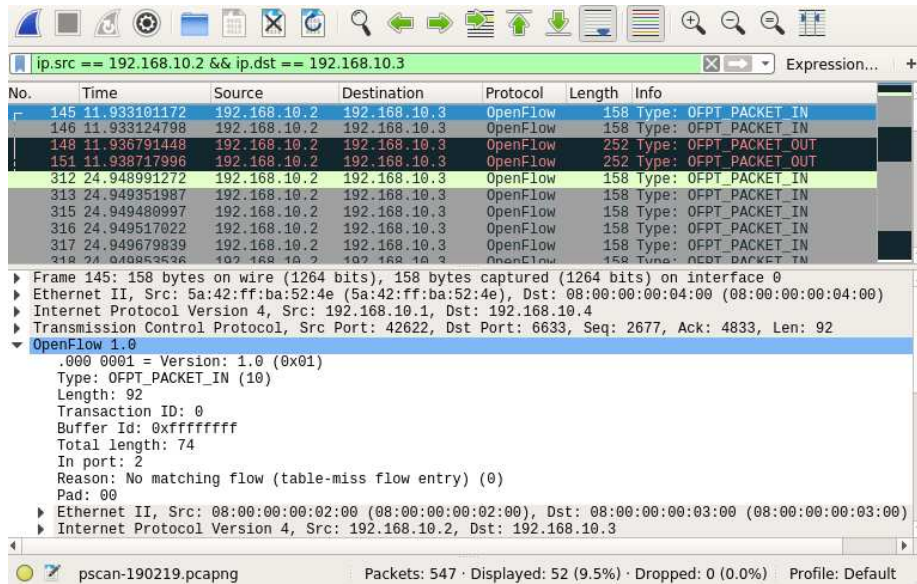 ip.src == 192.168.10.2 && ip.dst == 192.168.10.3 Expression... +
No. Time Source Destination Protocol Length Info
145 11.933101172 192.168.10.2 192.168.10.3 OpenFlow 158 Type: OFPT_PACKET_IN
146 11.933124798 192.168.10.2 192.168.10.3 OpenFlow 158 Type: OFPT_PACKET_IN
148 11.936791448 192.168.10.2 192.168.10.3 OpenFlow 252 Type: OFPT_PACKET_OUT
151 11.938717996 192.168.10.2 192.168.10.3 OpenFlow 252 Type: OFPT_PACKET_OUT
312 24.948991272 192.168.10.2 192.168.10.3 OpenFlow 158 Type: OFPT_PACKET_IN
313 24.949351987 192.168.10.2 192.168.10.3 OpenFlow 158 Type: OFPT_PACKET_IN
315 24.949480997 192.168.10.2 192.168.10.3 OpenFlow 158 Type: OFPT_PACKET_IN
316 24.949517022 192.168.10.2 192.168.10.3 OpenFlow 158 Type: OFPT_PACKET_IN
317 24.949679839 192.168.10.2 192.168.10.3 OpenFlow 158 Type: OFPT_PACKET_IN
318 24.949853536 192.168.10.2 192.168.10.3 OpenFlow 158 Type: OFPT_PACKET_IN
Frame 145: 158 bytes on wire (1264 bits), 158 bytes captured (1264 bits) on interface 0
Ethernet II, Src: 5a:42:ff:ba:52:4e (5a:42:ff:ba:52:4e), Dst: 08:00:00:00:04:00 (08:00:00:00:04:00)
Internet Protocol Version 4, Src: 192.168.10.1, Dst: 192.168.10.4
Transmission Control Protocol, Src Port: 42622, Dst Port: 6633, Seq: 2677, Ack: 4833, Len: 92
OpenFlow 1.0
.000 0001 = Version: 1.0 (0x01)
Type: OFPT_PACKET_IN (10)
Length: 92
Transaction ID: 0
Buffer Id: 0xffffffff
Total length: 74
In port: 2
Reason: No matching flow (table-miss flow entry) (0)
Pad: 00
Ethernet II, Src: 08:00:00:00:02:00 (08:00:00:00:02:00), Dst: 08:00:00:00:03:00 (08:00:00:00:03:00)
Internet Protocol Version 4, Src: 192.168.10.2, Dst: 192.168.10.3
pscan-190219.pcapng Packets: 547 · Displayed: 52 (9.5%) · Dropped: 0 (0.0%) Profile: Default